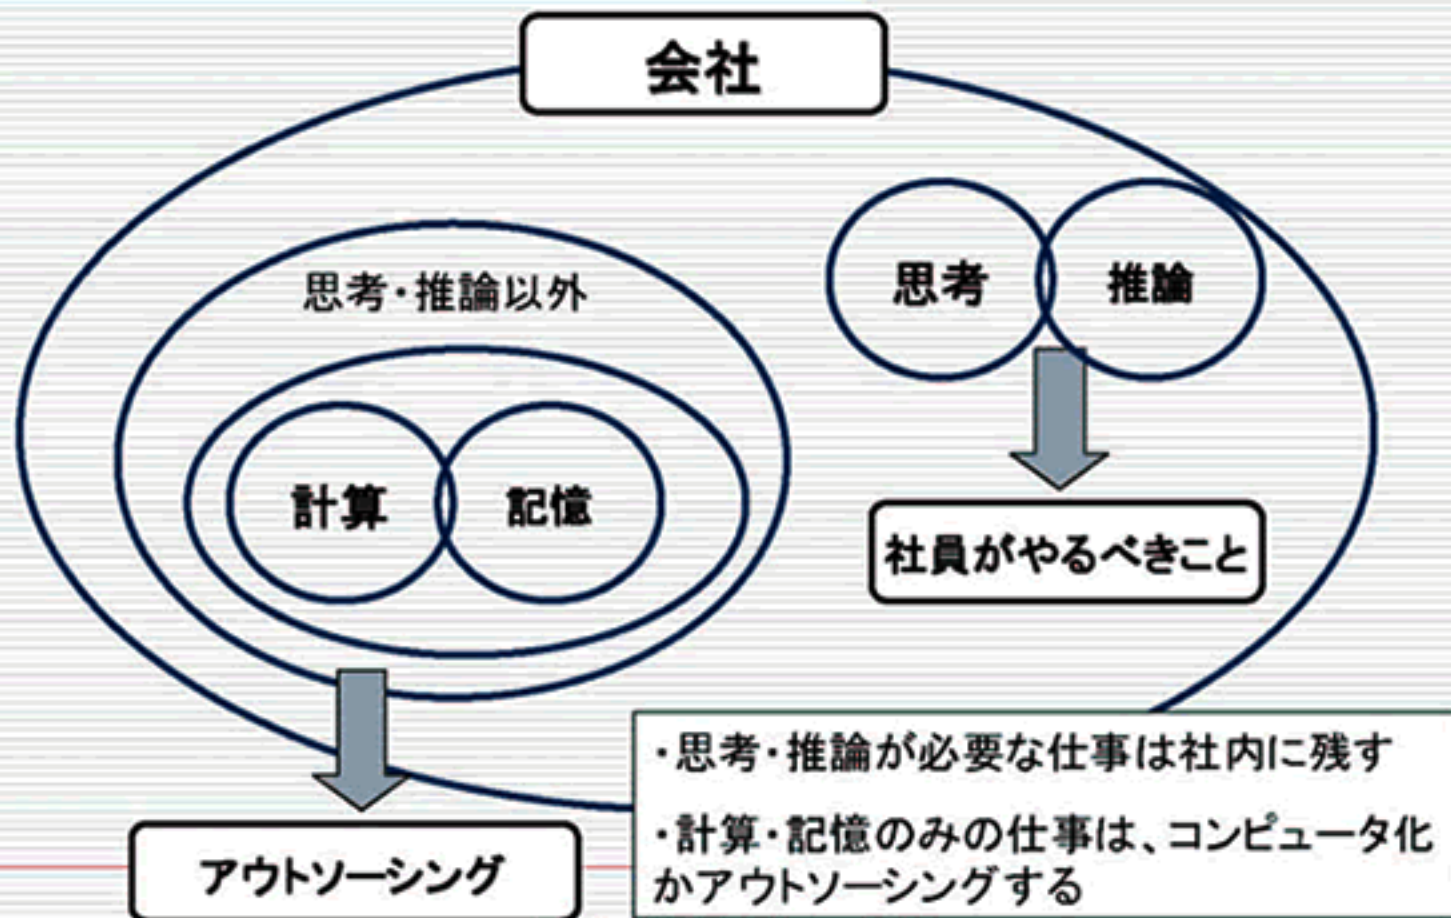 会社
思考・推論以外
思考
推論
計算
記憶
社員がやるべきこと
アウトソーシング
・思考・推論が必要な仕事は社内に残す
・計算・記憶のみの仕事は、コンピュータ化
かアウトソーシングする